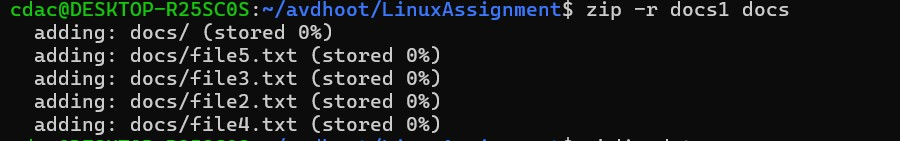 cdac@DESKTOP-R25SC0S:~/avdhoot/LinuxAssignment$ zip -r docs1 docs
  adding: docs/ (stored 0%)
  adding: docs/file5.txt (stored 0%)
  adding: docs/file3.txt (stored 0%)
  adding: docs/file2.txt (stored 0%)
  adding: docs/file4.txt (stored 0%)